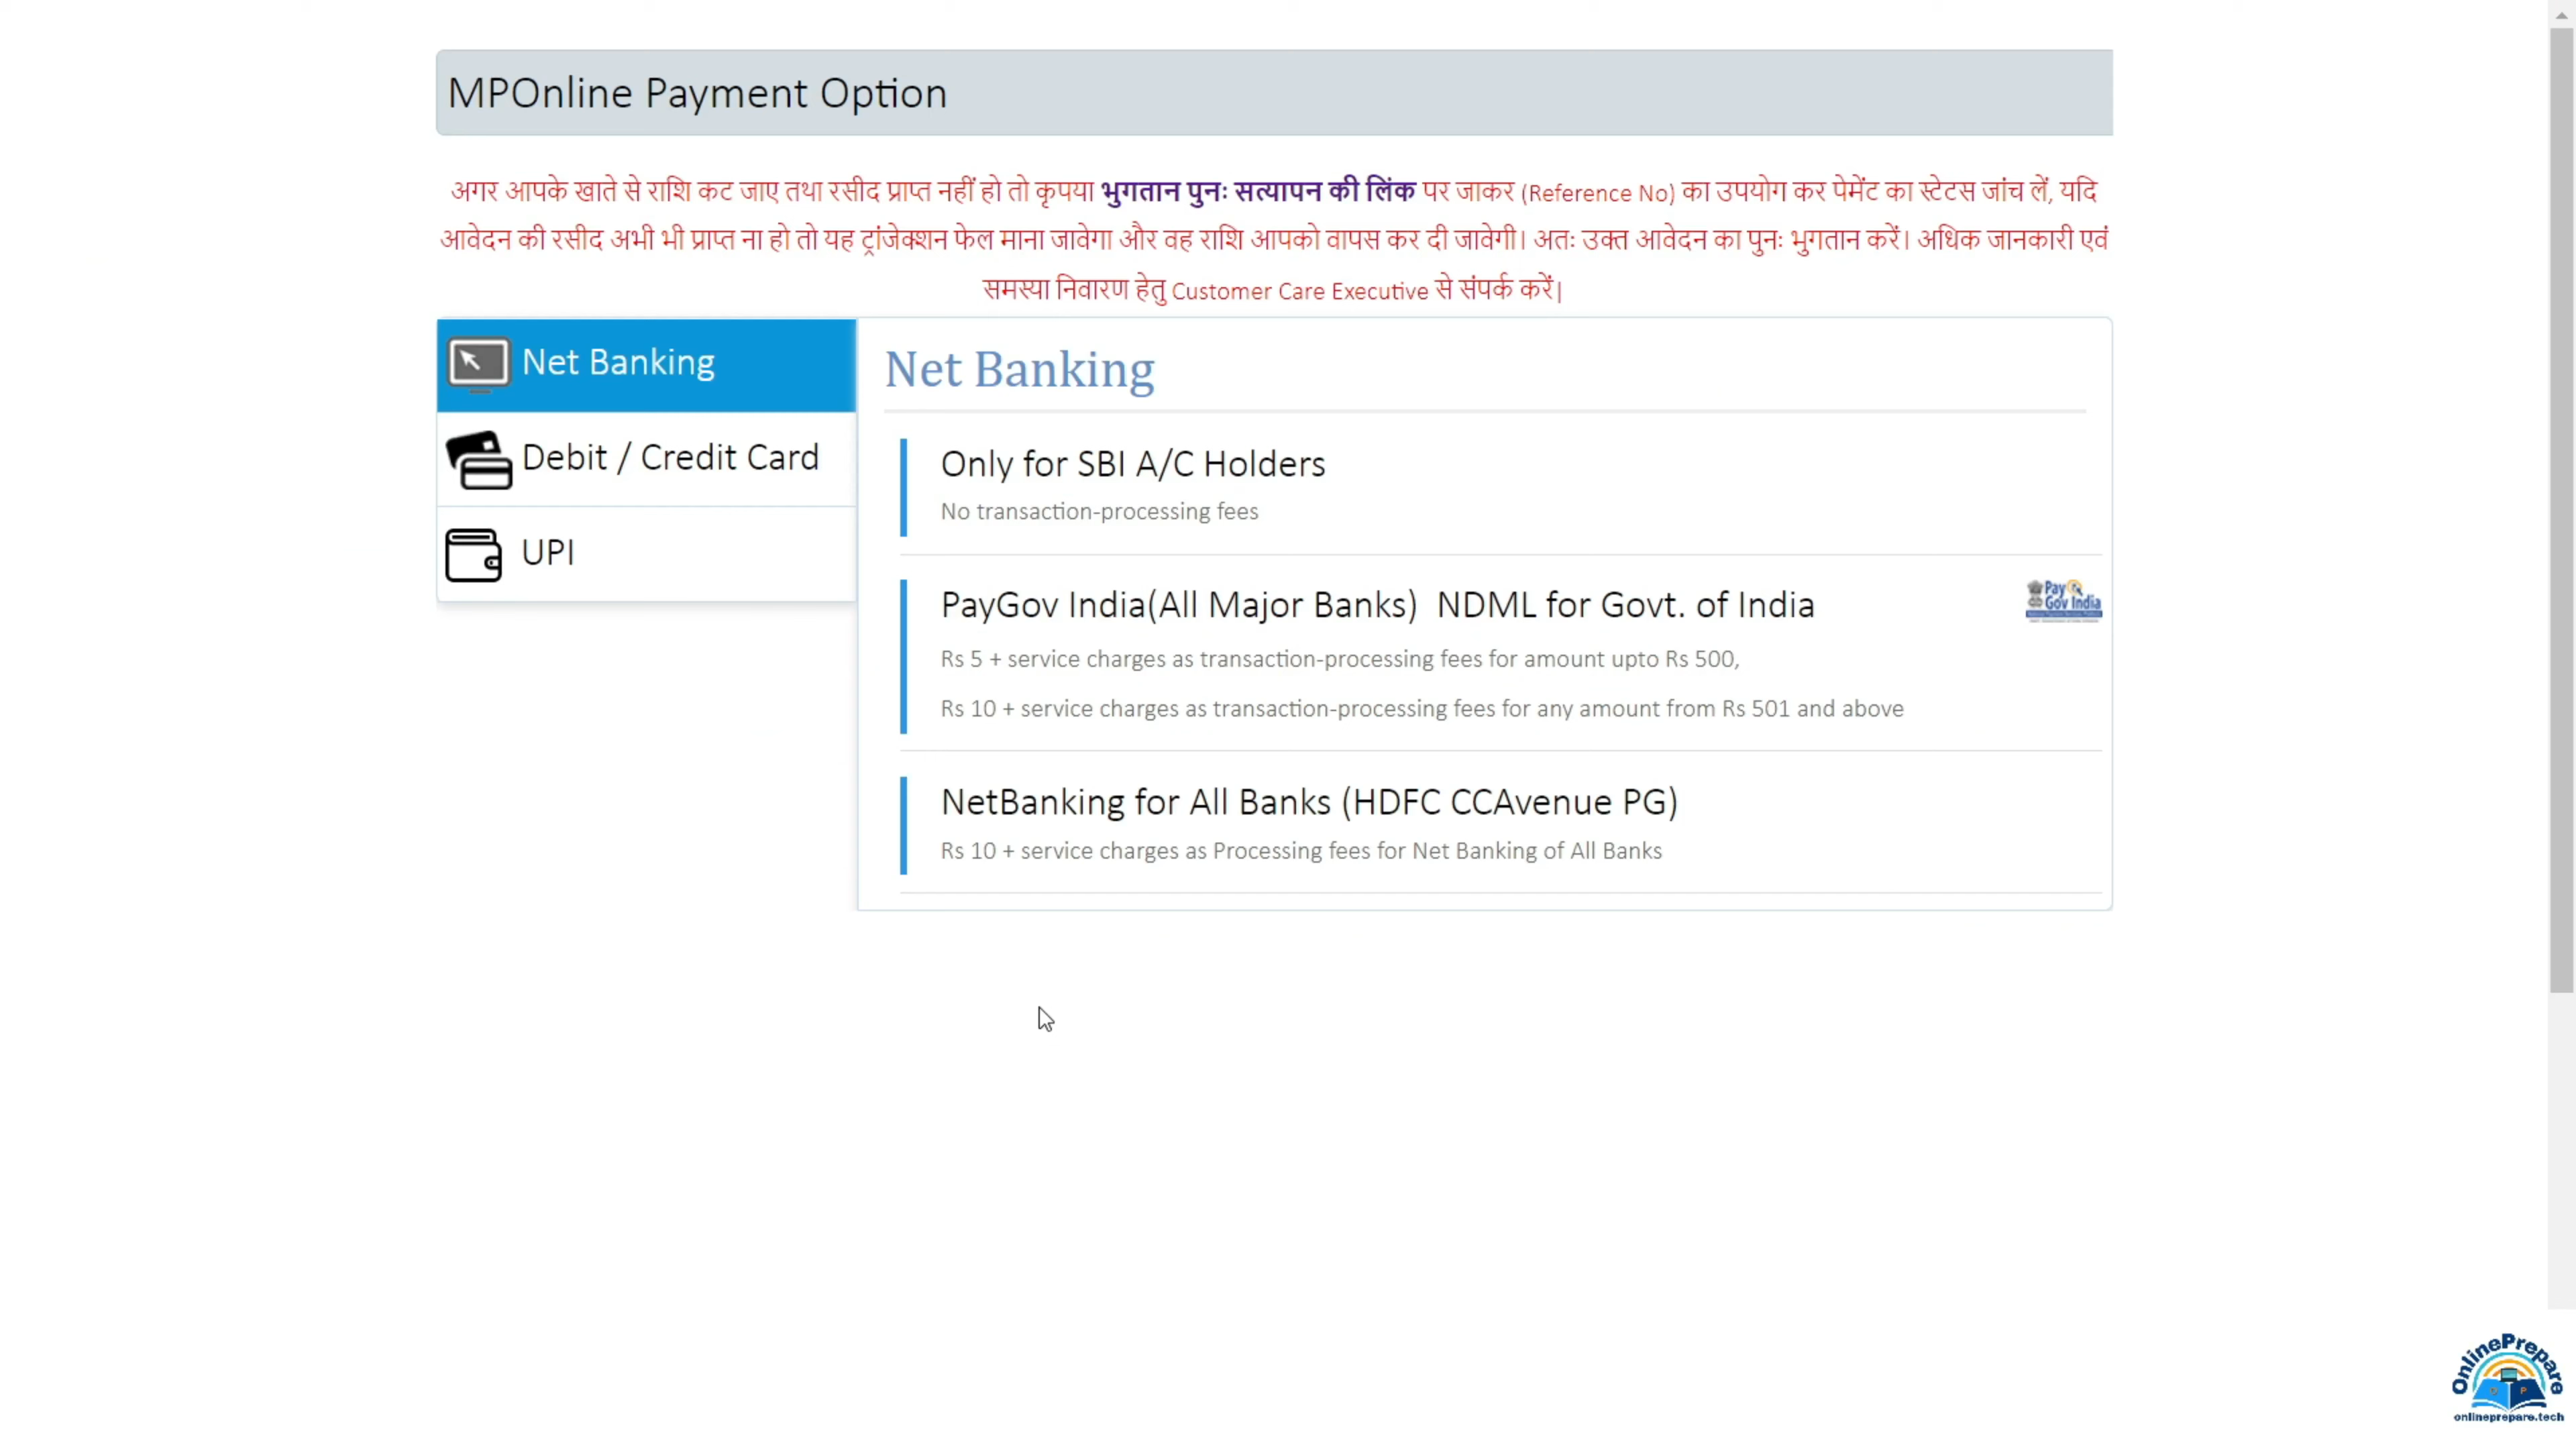 MPOnline Payment Option
अगर आपके खाते से राशि कट जाए तथा रसीद प्राप्त नहीं हो तो कृपया भुगतान पुनः सत्यापन की लिंक पर जाकर (Reference No) का उपयोग कर पेमेंट का स्टेटस जांच लें, यदि
आवेदन की रसीद अभी भी प्राप्त ना हो तो यह ट्रांजेक्शन फेल माना जावेगा और वह राशि आपको वापस कर दी जावेगी। अतः उक्त आवेदन का पुनः भुगतान करें। अधिक जानकारी एवं
समस्या निवारण हेतु Customer Care Executive से संपर्क करें|
Net Banking
Debit / Credit Card
UPI
Net Banking
Only for SBI A/C Holders
No transaction-processing fees
PayGov India(All Major Banks) NDML for Govt. of India
Pay
Gov India
Rs 5 + service charges as transaction-processing fees for amount upto Rs 500,
Rs 10 + service charges as transaction-processing fees for any amount from Rs 501 and above
NetBanking for All Banks (HDFC CCAvenue PG)
Rs 10 + service charges as Processing fees for Net Banking of All Banks
OnlinePrepare
onlineprepare.tech